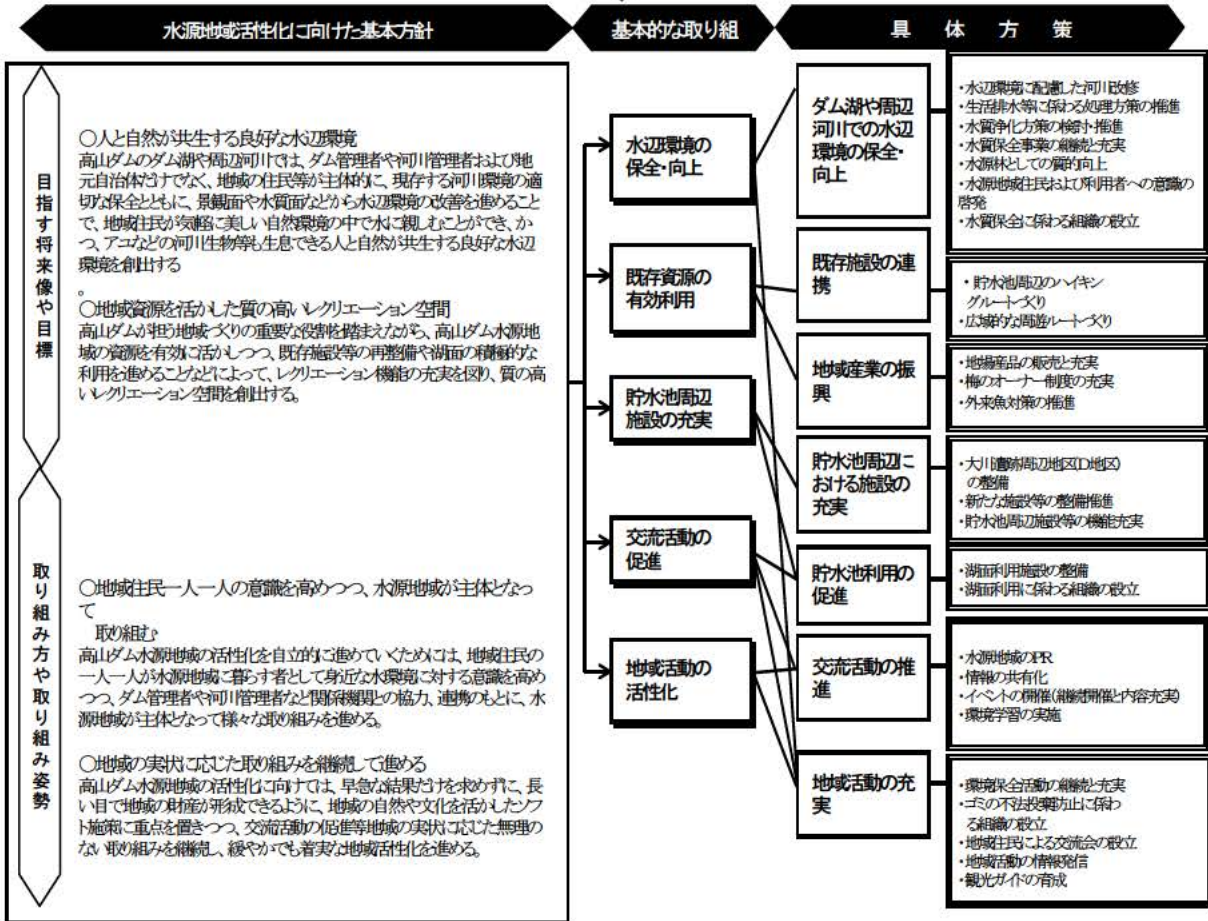 水源地域活性化に向けた基本方針
基本的な取り組
具体方策
目指す将来像や目標
○人と自然が共生する良好な水辺環境
高山ダムのダム湖や周辺河川では、ダム管理者や河川管理者および地
元自治体だけでなく、地域の住民等が主体的に、現存する河川環境の適
切な保全とともに、景観面や水質面などから水辺環境の改善を進めること
で、地域住民が気軽に美しい自然環境の中で水に親しむことができ、か
つ、アユなどの河川生物等も生息できる人と自然が共生する良好な水辺
環境を創出する
。
○地域資源を活かした質の高いレクリエーション空間
高山ダムが担う地域づくりの重要な役割を踏まえながら、高山ダム水源地
域の資源を有効に活かしつつ、既存施設等の再整備や湖面の積極的な
利用を進めることなどによって、レクリエーション機能の充実を図り、質の高
いレクリエーション空間を創出する。
取り組み方や取り組み姿勢
○地域住民一人一人の意識を高めつつ、水源地域が主体となっ
て
取り組む
高山ダム水源地域の活性化を自立的に進めていくためには、地域住民の
一人一人が水源地域に暮らす者として身近な水環境に対する意識を高め
つつ、ダム管理者や河川管理者など関係機関との協力、連携のもとに、水
源地域が主体となって様々な取り組みを進める。
○地域の実状に応じた取り組みを継続して進める
高山ダム水源地域の活性化に向けては、早急な結果だけを求めずに、長
い目で地域の財産が形成できるように、地域の自然や文化を活かしたソフ
ト施策に重点を置きつつ、交流活動の促進等地域の実状に応じた無理の
ない取り組みを継続し、緩やかでも着実な地域活性化を進める。
水辺環境の
保全・向上
既存資源の
有効利用
貯水池周辺
施設の充実
交流活動の
促進
地域活動の
活性化
ダム湖や周辺
河川での水辺
環境の保全・
向上
・水辺環境に配慮した河川改修
・生活排水等に係わる処理方策の推進
・水質浄化方策の検討・推進
・水質保全事業の継続と充実
・水源林としての質的向上
・水源地域住民および利用者への意識の
啓発
・水質保全に係わる組織の設立
既存施設の連
携
・貯水池周辺のハイキン
グルートづくり
・広域的な周遊ルートづくり
地域産業の振
興
・地場産品の販売と充実
・梅のオーナー制度の充実
・外来魚対策の推進
貯水池周辺に
おける施設の
充実
・大川遺跡周辺地区(D地区)
の整備
・新たな施設等の整備推進
・貯水池周辺施設等の機能充実
貯水池利用の
促進
・湖面利用施設の整備
・湖面利用に係わる組織の設立
交流活動の推
進
・水源地域のPR
・情報の共有化
・イベントの開催(継続開催と内容充実)
・環境学習の実施
地域活動の充
実
・環境保全活動の継続と充実
・ゴミの不法投棄防止に係わ
る組織の設立
・地域住民による交流会の設立
・地域活動の情報発信
・観光ガイドの育成